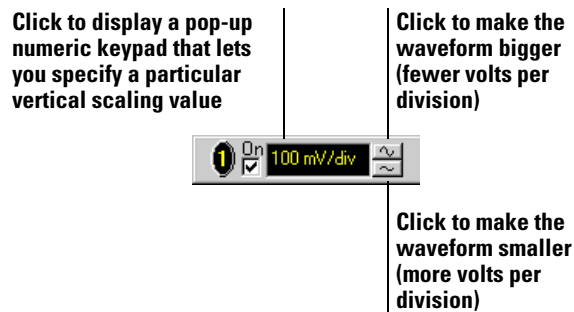 Click to display a pop-up
numeric keypad that lets
you specify a particular
vertical scaling value
Click to make the
waveform bigger
(fewer volts per
division)
1 On 100 mV/div
Click to make the
waveform smaller
(more volts per
division)